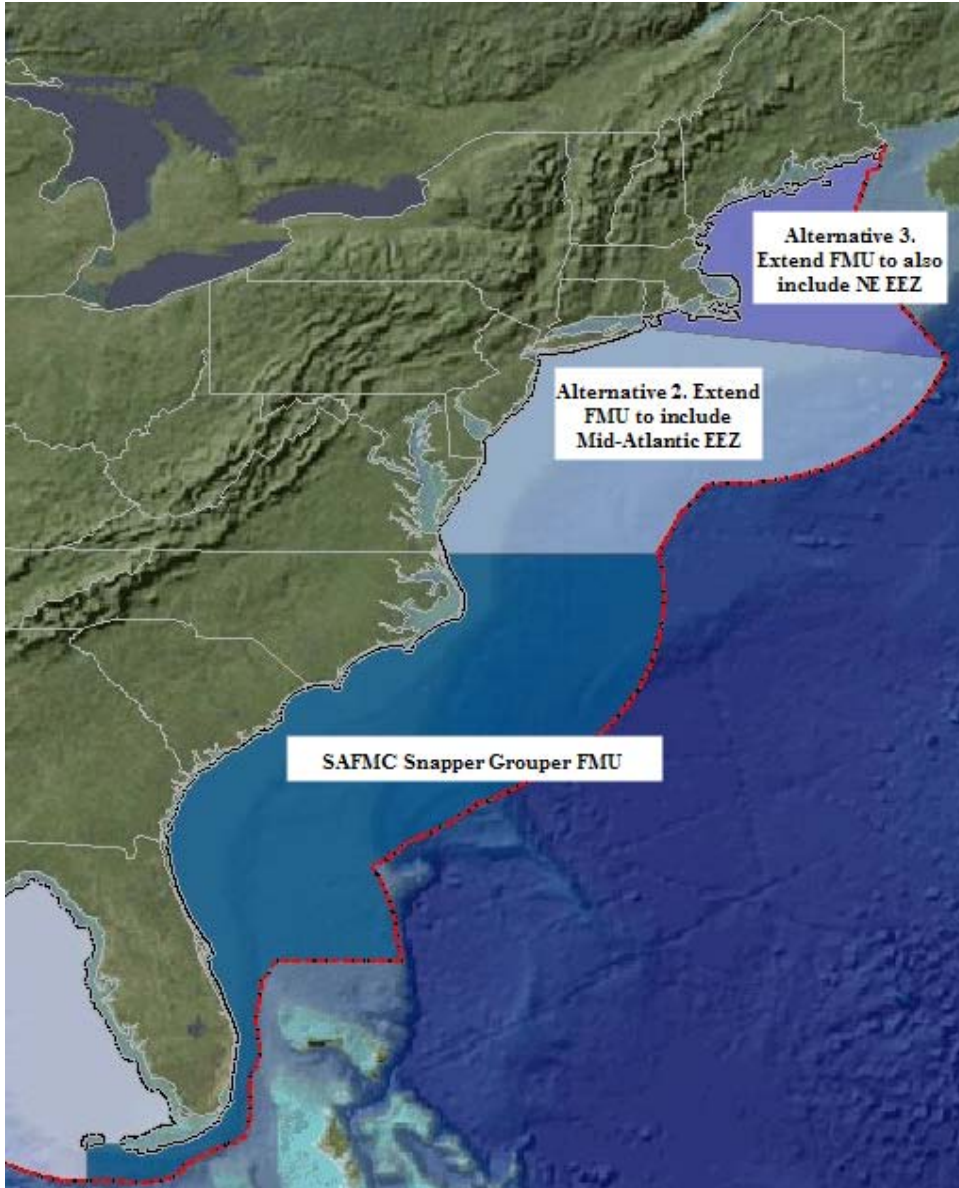 Alternative 3.
Extend FMU to also
include NE EEZ
Alternative 2. Extend
FMU to include
Mid-Atlantic EEZ
SAFMC Snapper Grouper FMU